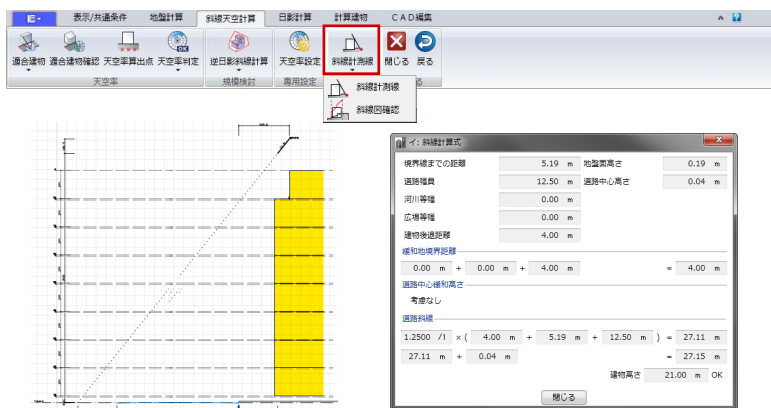 表示/共通条件 地盤計算 斜線天空計算 日影計算 計算建物 CAD編集
適合建物 適合建物確認 天空率算出点 天空率判定 逆日影斜線計算 天空率設定 斜線計測線 閉じる 戻る
天空率 規模検討 専用設定 る
斜線計測線
斜線図確認
イ: 斜線計算式
境界線までの距離 5.19 m 地盤面高さ 0.19 m
道路幅員 12.50 m 道路中心高さ 0.04 m
河川等幅 0.00 m
広場等幅 0.00 m
建物後退距離 4.00 m
緩和地境界距離
0.00 m + 0.00 m + 4.00 m = 4.00 m
道路中心緩和高さ
考慮なし
道路斜線
1.2500 /1 ×( 4.00 m + 5.19 m + 12.50 m ) = 27.11 m
27.11 m + 0.04 m = 27.15 m
建物高さ 21.00 m OK
閉じる